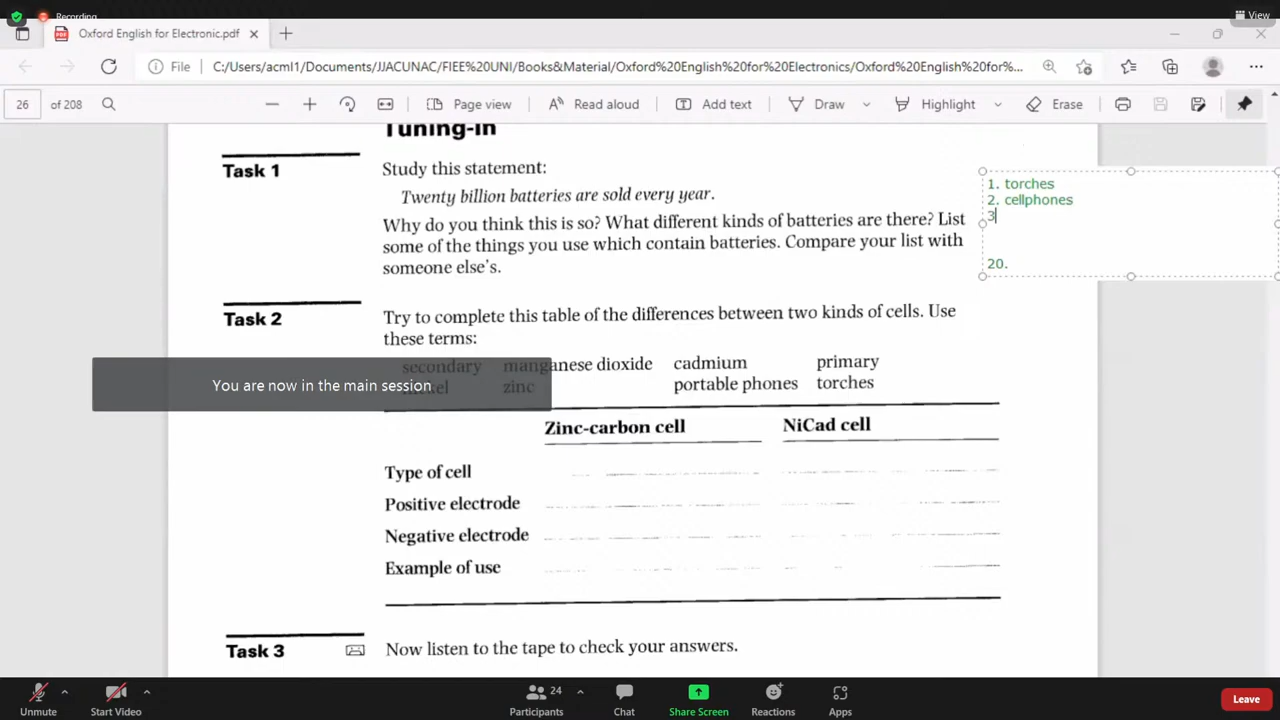 Recording
View
Oxford English for Electronic.pdf
File C:/Users/acml1/Documents/JJACUNAC/FIEE%20UNI/Books&Material/Oxford%20English%20for%20Electronics/Oxford%20English%20for%...
26 of 208 Page view Read aloud Add text Draw Highlight Erase
Tuning-in
Task 1 Study this statement:
Twenty billion batteries are sold every year.
Why do you think this is so? What different kinds of batteries are there? List
some of the things you use which contain batteries. Compare your list with
someone else's.
1. torches
2. cellphones
3
20.
Task 2 Try to complete this table of the differences between two kinds of cells. Use
these terms:
secondary manganese dioxide cadmium primary
nickel zinc portable phones torches
You are now in the main session
Zinc-carbon cell NiCad cell
Type of cell
Positive electrode
Negative electrode
Example of use
Task 3 Now listen to the tape to check your answers.
Unmute
Start Video
24
Participants
Chat
Share Screen
Reactions
Apps
Leave